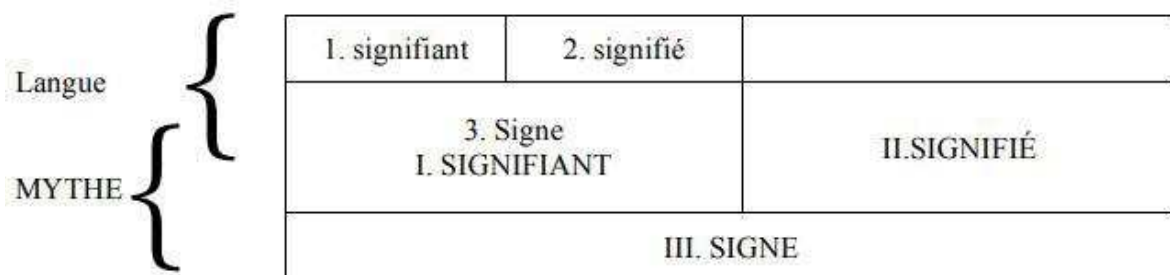 1. signifiant
2. signifié
Langue
3. Signe
I. SIGNIFIANT
II.SIGNIFIÉ
MYTHE
III. SIGNE